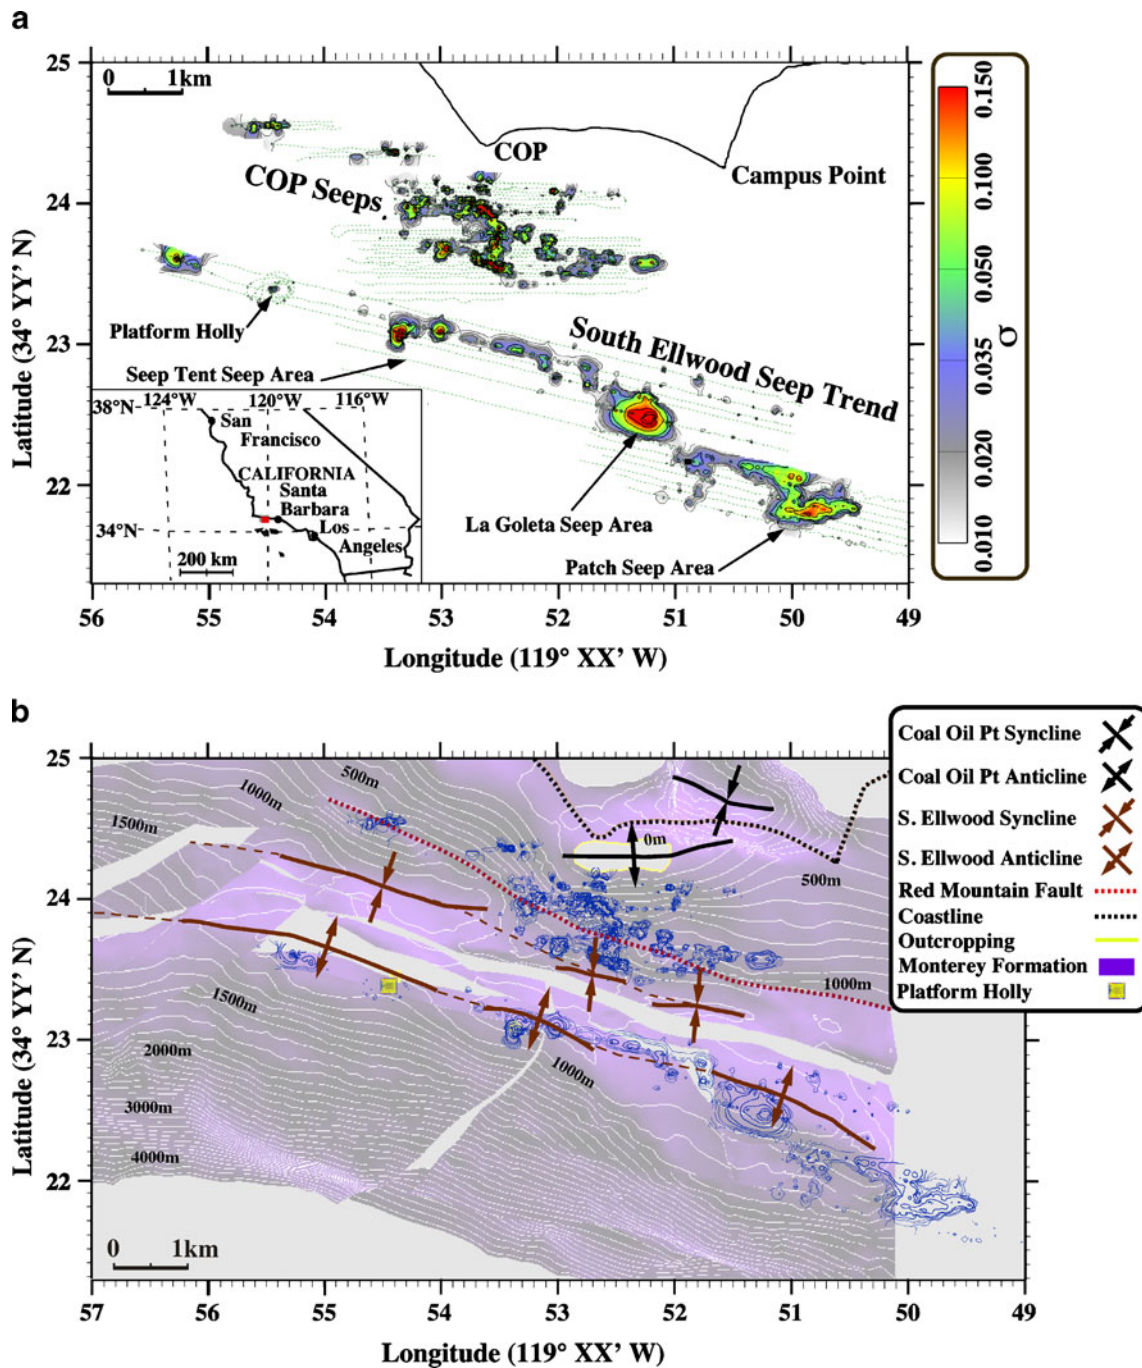 a
25
24
23
22
Latitude (34° YY' N)
0 1km
COP
Campus Point
COP Seeps
Platform Holly
South Ellwood Seep Trend
Seep Tent Seep Area
La Goleta Seep Area
Patch Seep Area
124°W 120°W 116°W
38°N
34°N
San
Francisco
CALIFORNIA
Santa
Barbara
Los
Angeles
200 km
56 55 54 53 52 51 50 49
Longitude (119° XX' W)
0.150
0.100
0.050
0.035
0.020
0.010
σ
b
25
24
23
22
Latitude (34° YY' N)
500m
1000m
1500m
0m
500m
1000m
1500m
2000m
3000m
4000m
1000m
0 1km
57 56 55 54 53 52 51 50 49
Longitude (119° XX' W)
Coal Oil Pt Syncline
Coal Oil Pt Anticline
S. Ellwood Syncline
S. Ellwood Anticline
Red Mountain Fault
Coastline
Outcropping
Monterey Formation
Platform Holly